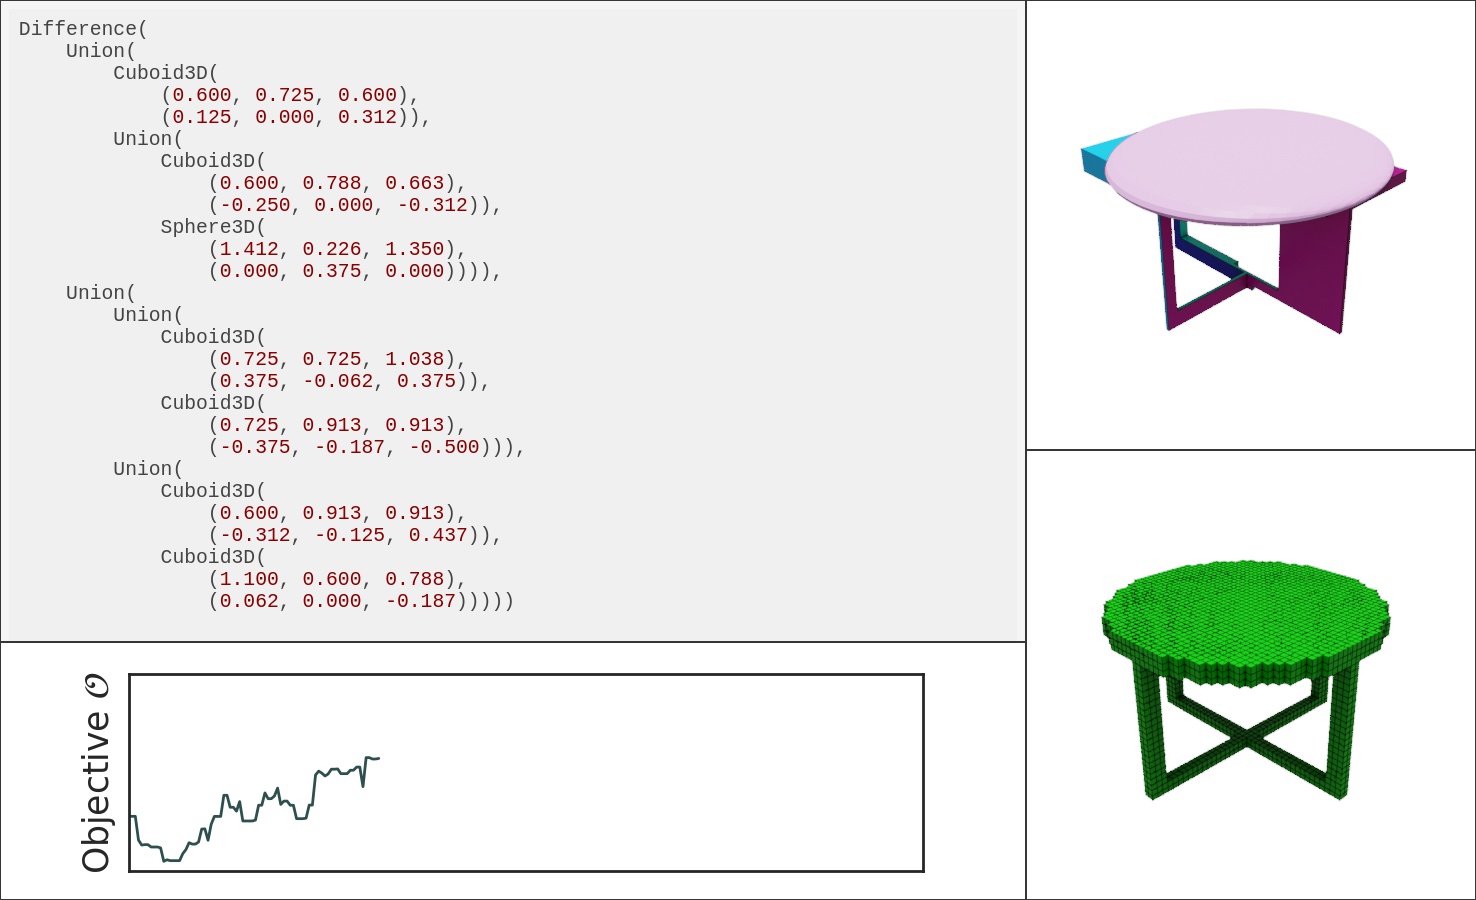 Difference(
Union(
Cuboid3D(
(0.600, 0.725, 0.600),
(0.125, 0.000, 0.312)),
Union(
Cuboid3D(
(0.600, 0.788, 0.663),
(-0.250, 0.000, -0.312)),
Sphere3D(
(1.412, 0.226, 1.350),
(0.000, 0.375, 0.000)))),
Union(
Union(
Cuboid3D(
(0.725, 0.725, 1.038),
(0.375, -0.062, 0.375)),
Cuboid3D(
(0.725, 0.913, 0.913),
(-0.375, -0.187, -0.500))),
Union(
Cuboid3D(
(0.600, 0.913, 0.913),
(-0.312, -0.125, 0.437)),
Cuboid3D(
(1.100, 0.600, 0.788),
(0.062, 0.000, -0.187)))))
Objective 𝒪